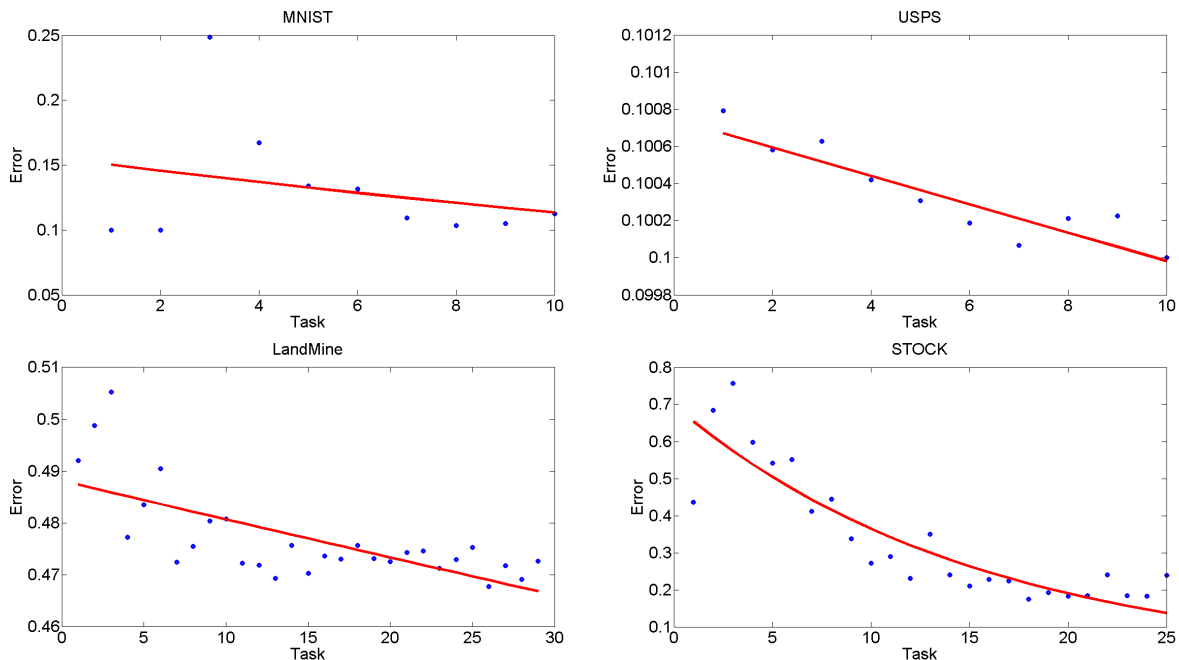 MNIST
0.25
0.2
0.15
0.1
0.05
Error
0 2 4 6 8 10
Task
USPS
0.1012
0.101
0.1008
0.1006
0.1004
0.1002
0.1
0.0998
Error
0 2 4 6 8 10
Task
LandMine
0.51
0.5
0.49
0.48
0.47
0.46
Error
0 5 10 15 20 25 30
Task
STOCK
0.8
0.7
0.6
0.5
0.4
0.3
0.2
0.1
Error
0 5 10 15 20 25
Task